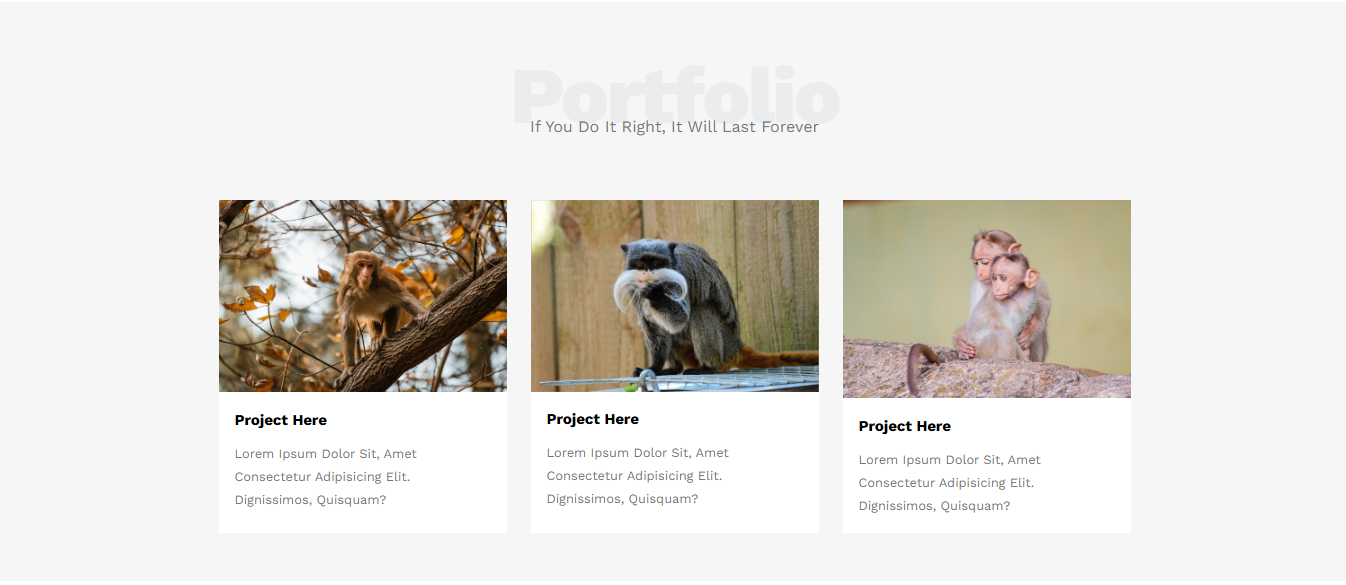 Portfolio
If You Do It Right, It Will Last Forever
Project Here
Lorem Ipsum Dolor Sit, Amet
Consectetur Adipisicing Elit.
Dignissimos, Quisquam?
Project Here
Lorem Ipsum Dolor Sit, Amet
Consectetur Adipisicing Elit.
Dignissimos, Quisquam?
Project Here
Lorem Ipsum Dolor Sit, Amet
Consectetur Adipisicing Elit.
Dignissimos, Quisquam?